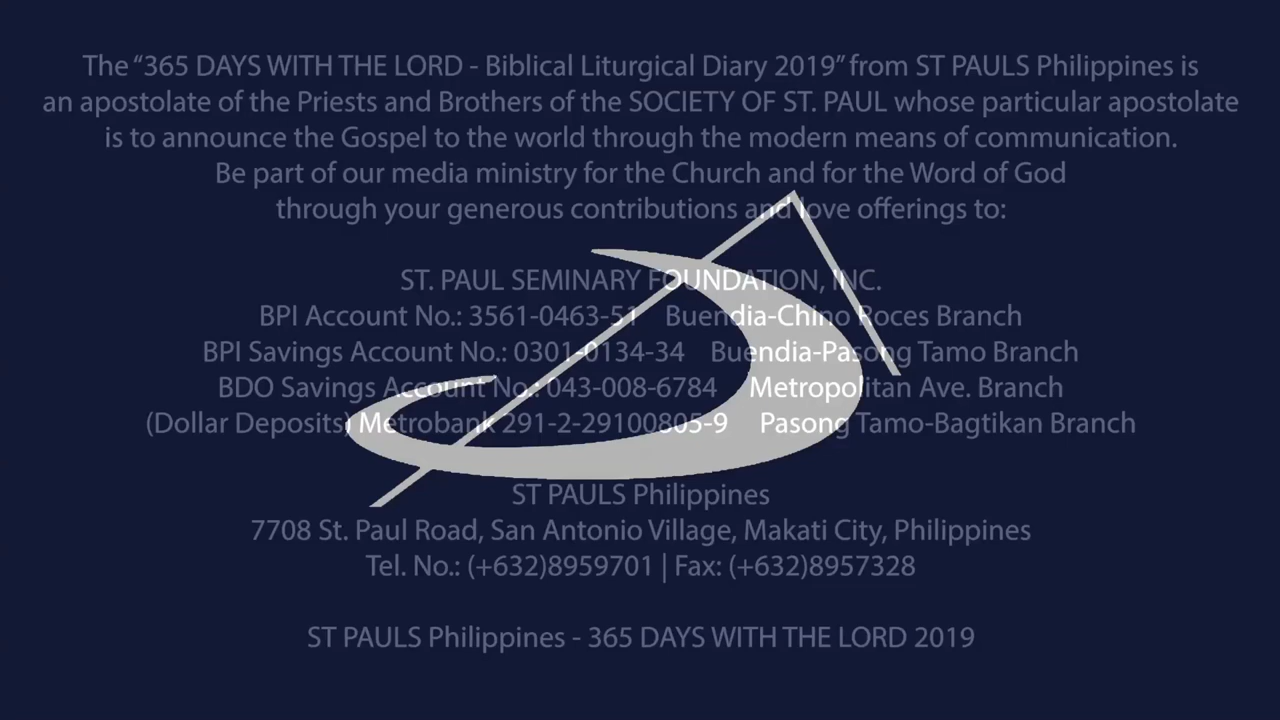 The “365 DAYS WITH THE LORD - Biblical Liturgical Diary 2019” from ST PAULS Philippines is
an apostolate of the Priests and Brothers of the SOCIETY OF ST. PAUL whose particular apostolate
is to announce the Gospel to the world through the modern means of communication.
Be part of our media ministry for the Church and for the Word of God
through your generous contributions and love offerings to:
ST. PAUL SEMINARY FOUNDATION, INC.
BPI Account No.: 3561-0463-51 Buendia-Chino Roces Branch
BPI Savings Account No.: 0301-0134-34 Buendia-Pasong Tamo Branch
BDO Savings Account No.: 043-008-6784 Metropolitan Ave. Branch
(Dollar Deposits) Metrobank 291-2-29100805-9 Pasong Tamo-Bagtikan Branch
ST PAULS Philippines
7708 St. Paul Road, San Antonio Village, Makati City, Philippines
Tel. No.: (+632)8959701 | Fax: (+632)8957328
ST PAULS Philippines - 365 DAYS WITH THE LORD 2019